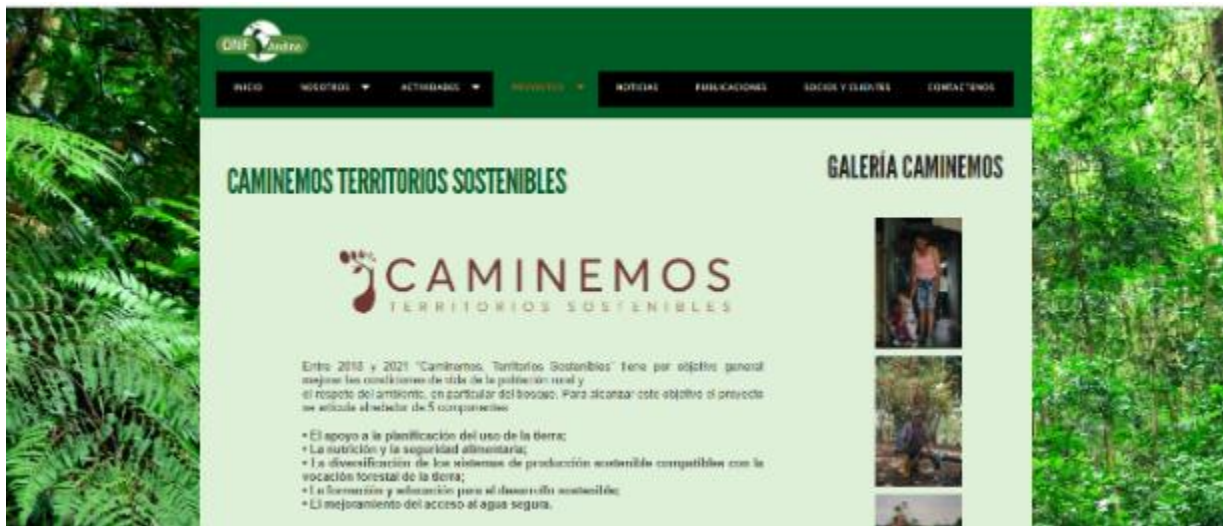 ONF Andina
INICIO NOSOTROS ACTIVIDADES PROYECTOS NOTICIAS PUBLICACIONES SOCIOS Y CLIENTES CONTACTENOS
CAMINEMOS TERRITORIOS SOSTENIBLES
GALERÍA CAMINEMOS
CAMINEMOS
TERRITORIOS SOSTENIBLES
Entre 2018 y 2021 "Caminemos, Territorios Sostenibles" tiene por objetivo general
mejorar las condiciones de vida de la población rural y
el respeto del ambiente, en particular del bosque. Para alcanzar este objetivo el proyecto
se articula alrededor de 5 componentes
• El apoyo a la planificación del uso de la tierra;
• La nutrición y la seguridad alimentaria;
• La diversificación de los sistemas de producción sostenible compatibles con la
vocación forestal de la tierra;
• La formación y educación para el desarrollo sostenible;
• El mejoramiento del acceso al agua segura.